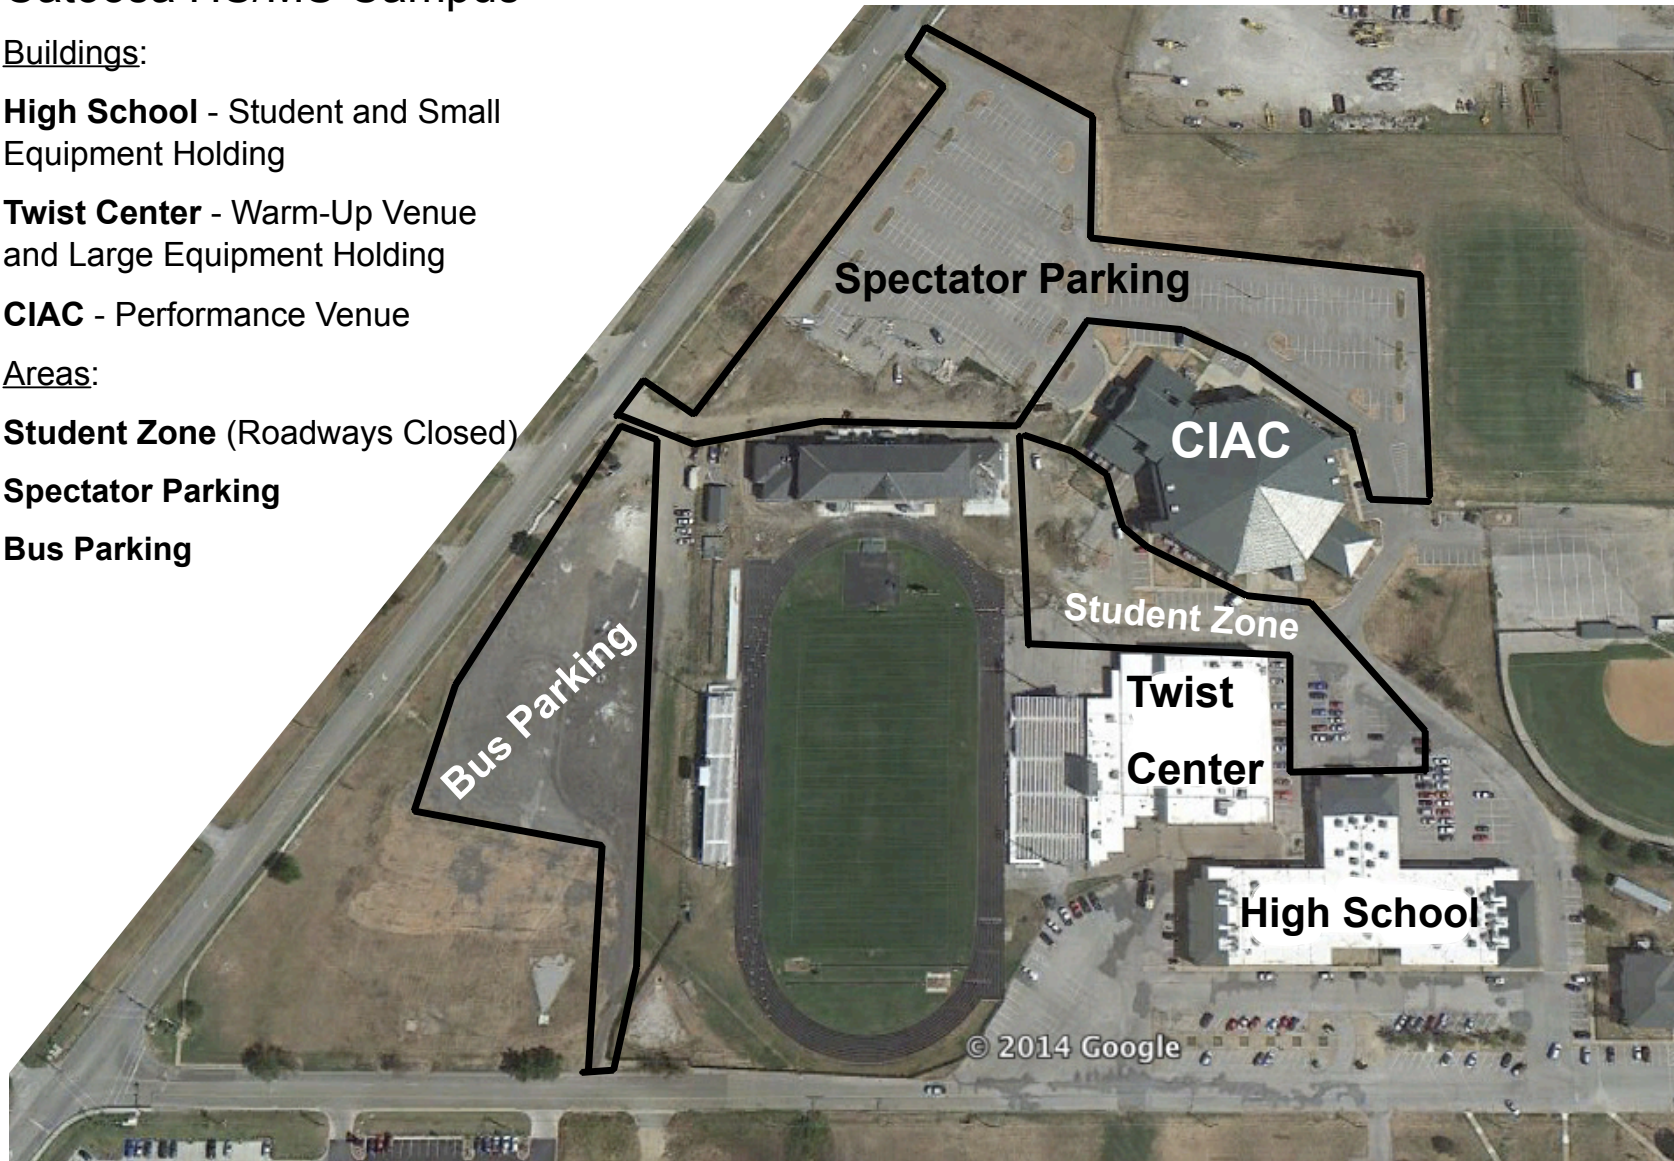 Buildings:
High School - Student and Small
Equipment Holding
Twist Center - Warm-Up Venue
and Large Equipment Holding
CIAC - Performance Venue
Areas:
Student Zone (Roadways Closed)
Spectator Parking
Bus Parking
Spectator Parking
CIAC
Student Zone
Bus Parking
Twist
Center
High School
© 2014 Google